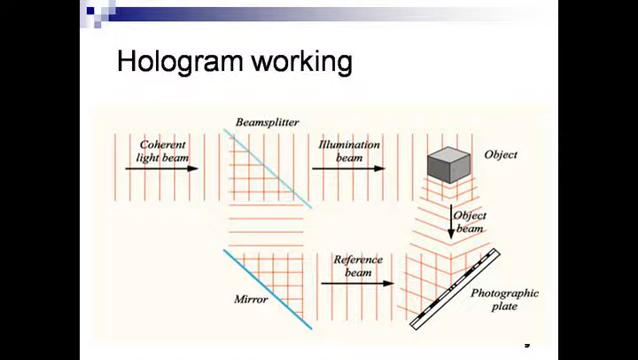 Hologram working
Beamsplitter
Coherent
light beam
Illumination
beam
Object
Object
beam
Reference
beam
Mirror
Photographic
plate